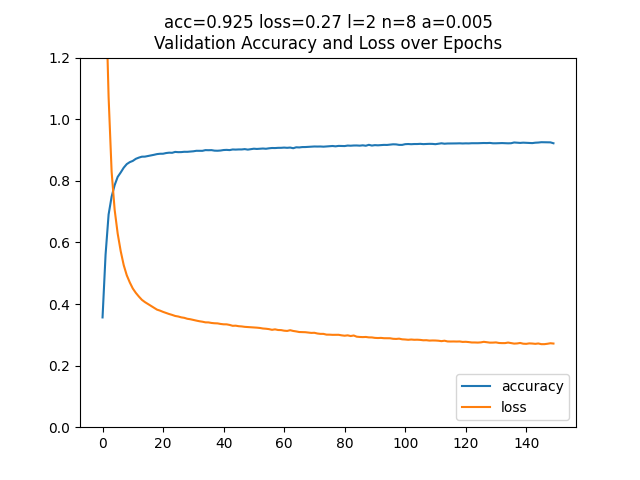 acc=0.925 loss=0.27 l=2 n=8 a=0.005
Validation Accuracy and Loss over Epochs
1.2
1.0
0.8
0.6
0.4
0.2
0.0
0 20 40 60 80 100 120 140
accuracy
loss